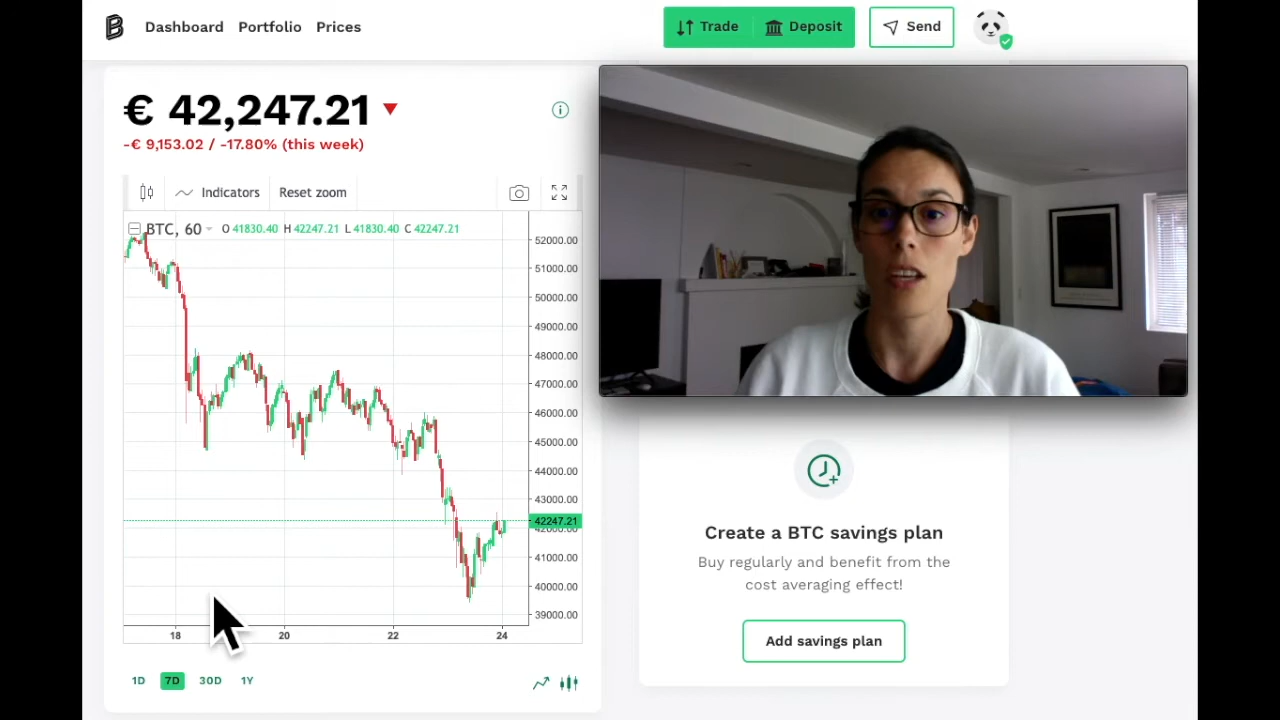 Dashboard Portfolio Prices
Trade Deposit Send
€ 42,247.21
-€ 9,153.02 / -17.80% (this week)
Indicators Reset zoom
BTC, 60 O 41830.40 H 42247.21 L 41830.40 C 42247.21
52000.00
51000.00
50000.00
49000.00
48000.00
47000.00
46000.00
45000.00
44000.00
43000.00
42247.21
42000.00
41000.00
40000.00
39000.00
18 20 22 24
1D 7D 30D 1Y
Create a BTC savings plan
Buy regularly and benefit from the
cost averaging effect!
Add savings plan